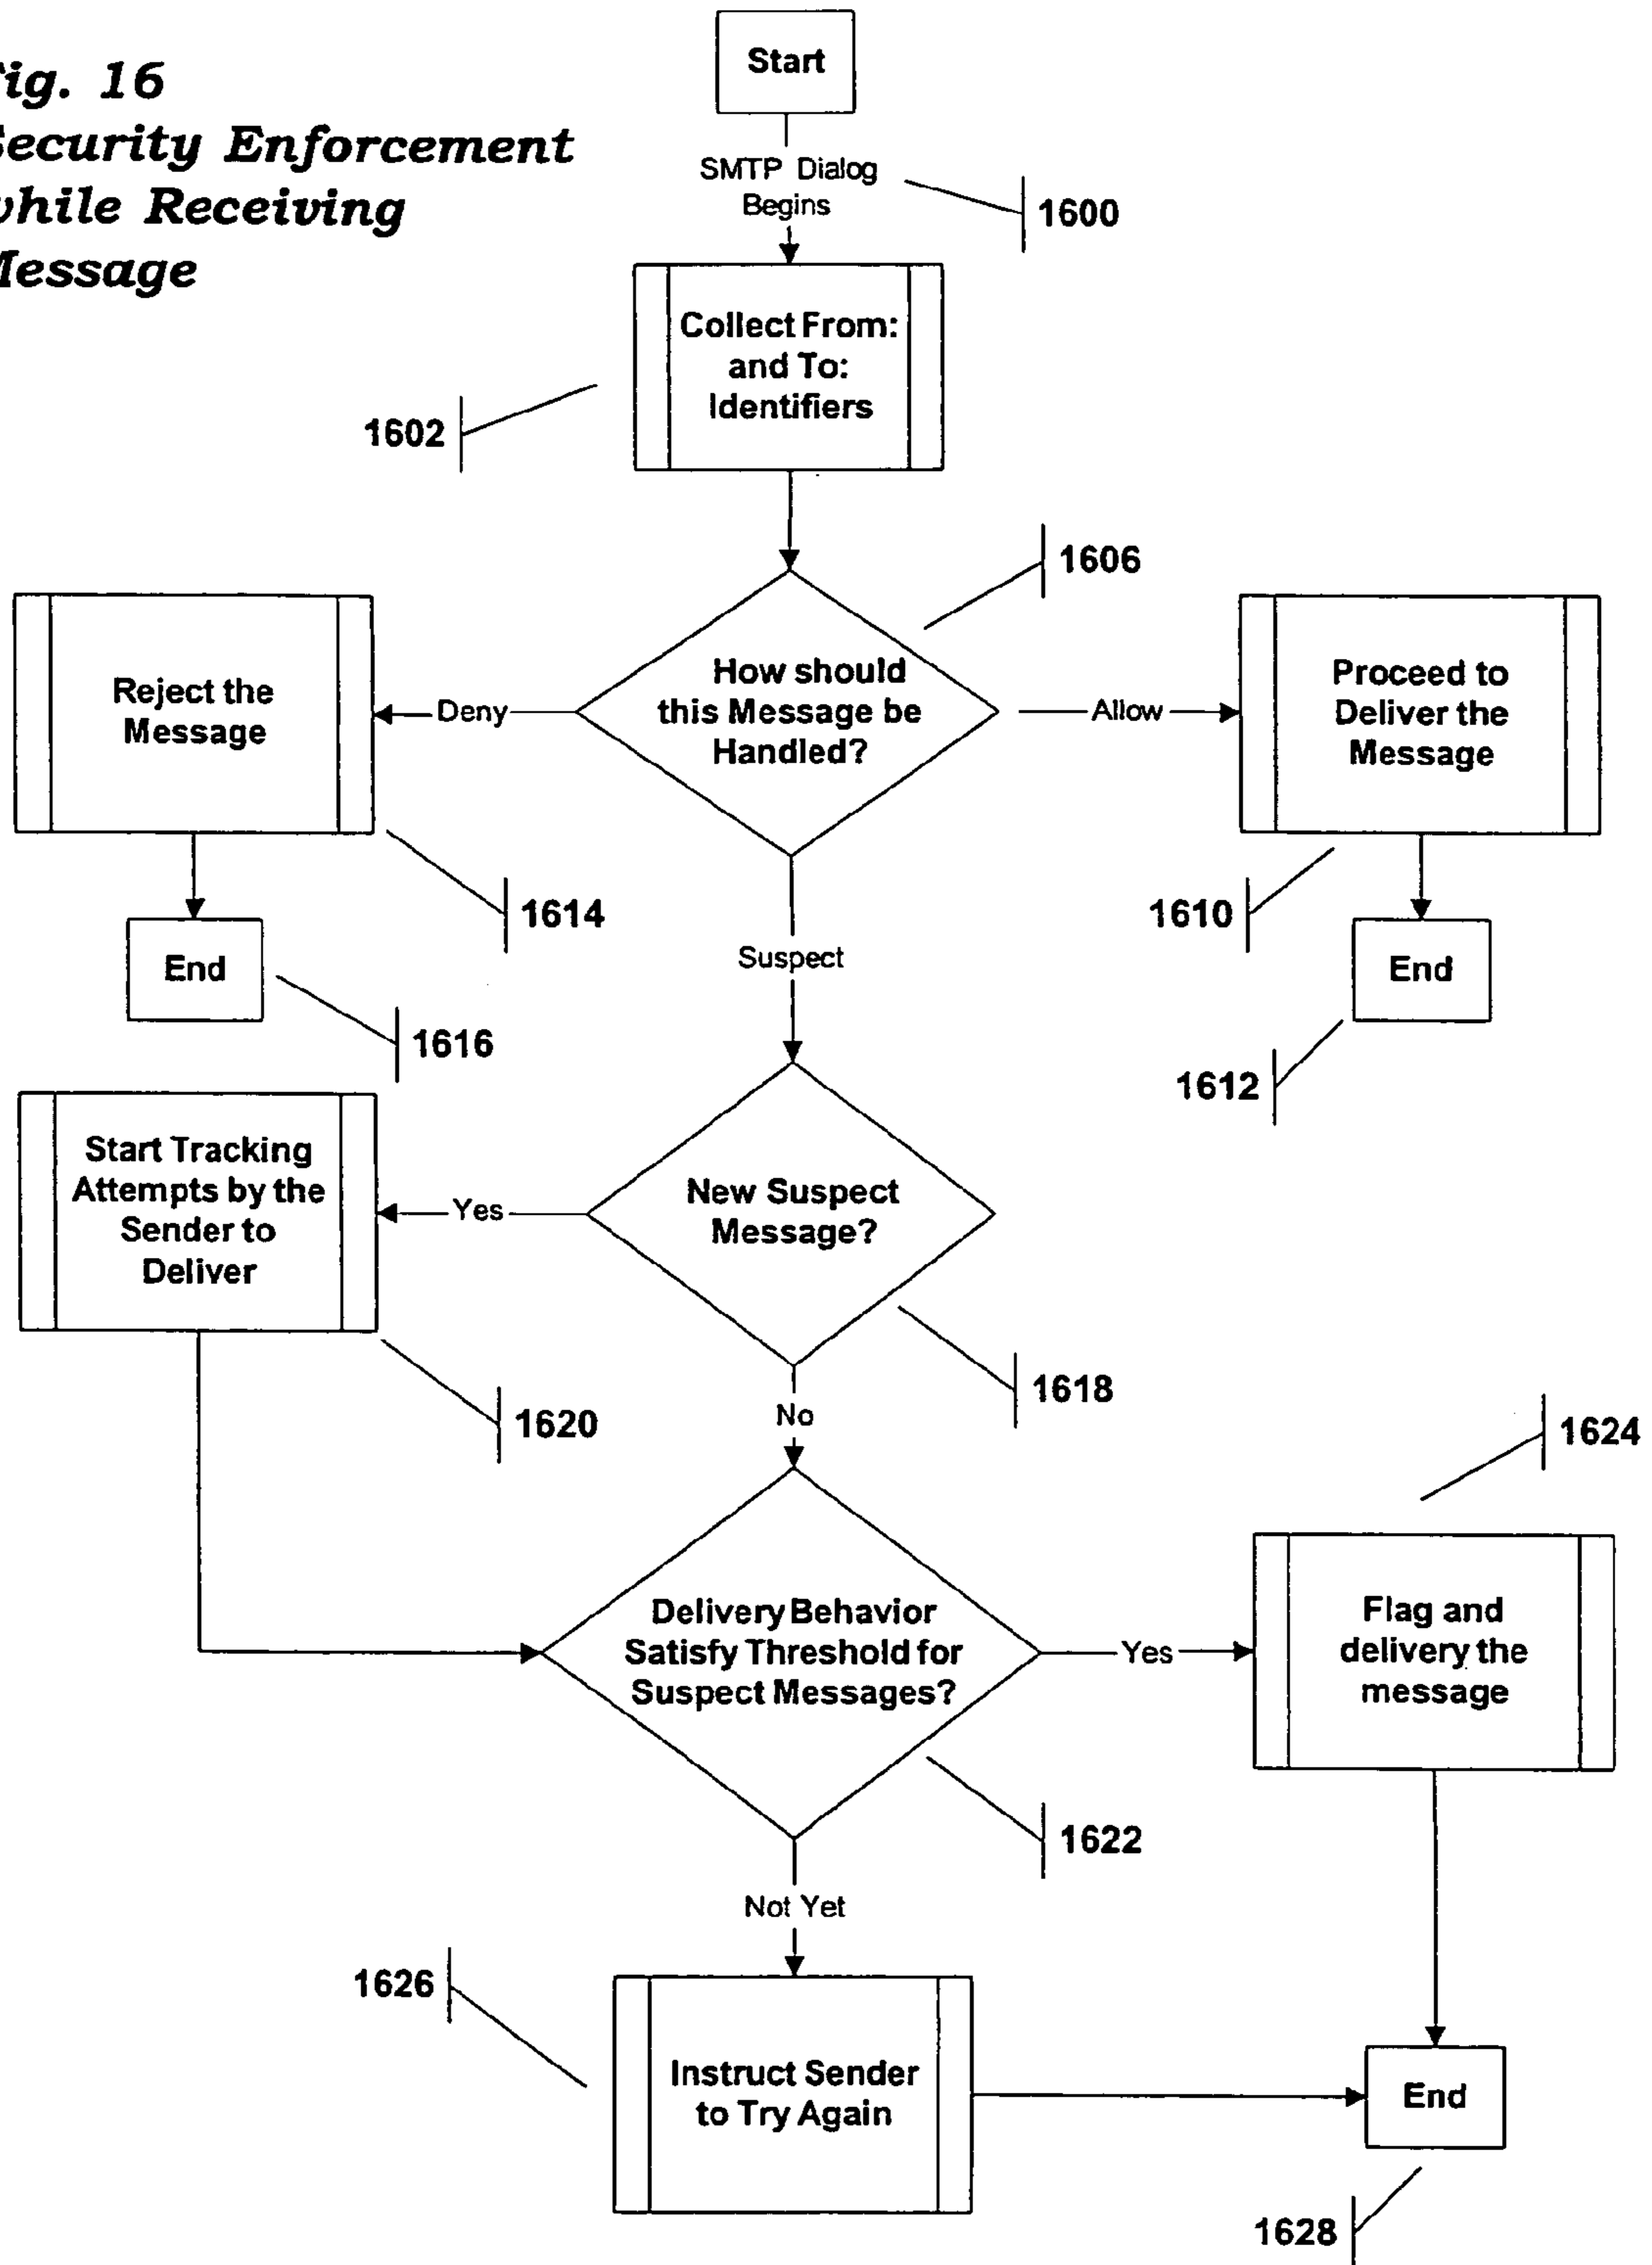 ig. 16
Security Enforcement
while Receiving
Message
Start
SMTP Dialog
Begins
1600
Collect From:
and To:
Identifiers
1602
1606
How should
this Message be
Handled?
Deny
Allow
Reject the
Message
Proceed to
Deliver the
Message
1614
1610
End
Suspect
End
1616
1612
Start Tracking
Attempts by the
Sender to
Deliver
Yes
New Suspect
Message?
1618
1620
No
1624
Delivery Behavior
Satisfy Threshold for
Suspect Messages?
Yes
Flag and
delivery the
message
1622
Not Yet
1626
Instruct Sender
to Try Again
End
1628